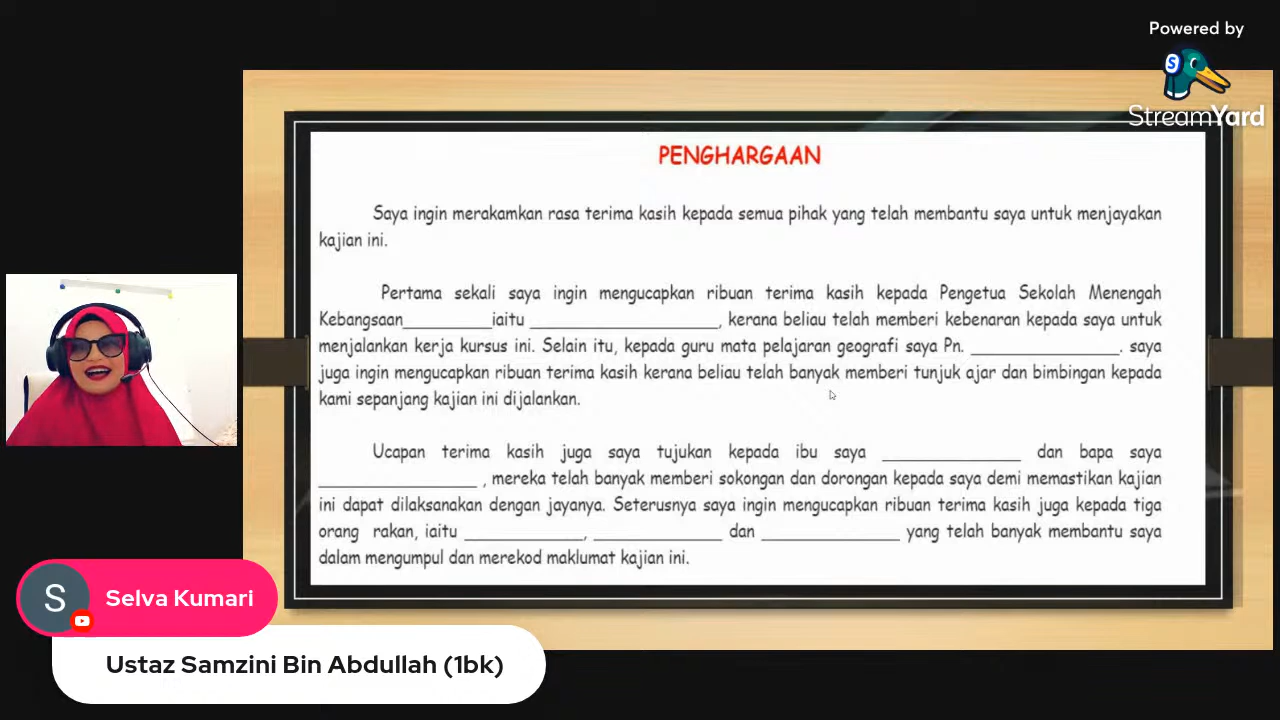 Powered by
StreamYard
PENGHARGAAN
Saya ingin merakamkan rasa terima kasih kepada semua pihak yang telah membantu saya untuk menjayakan
kajian ini.
Pertama sekali saya ingin mengucapkan ribuan terima kasih kepada Pengetua Sekolah Menengah
Kebangsaan__________iaitu _____________________, kerana beliau telah memberi kebenaran kepada saya untuk
menjalankan kerja kursus ini. Selain itu, kepada guru mata pelajaran geografi saya Pn. ________________. saya
juga ingin mengucapkan ribuan terima kasih kerana beliau telah banyak memberi tunjuk ajar dan bimbingan kepada
kami sepanjang kajian ini dijalankan.
Ucapan terima kasih juga saya tujukan kepada ibu saya _______________ dan bapa saya
_________________ , mereka telah banyak memberi sokongan dan dorongan kepada saya demi memastikan kajian
ini dapat dilaksanakan dengan jayanya. Seterusnya saya ingin mengucapkan ribuan terima kasih juga kepada tiga
orang rakan, iaitu _____________, ______________ dan _______________ yang telah banyak membantu saya
dalam mengumpul dan merekod maklumat kajian ini.
S
Selva Kumari
Ustaz Samzini Bin Abdullah (1bk)